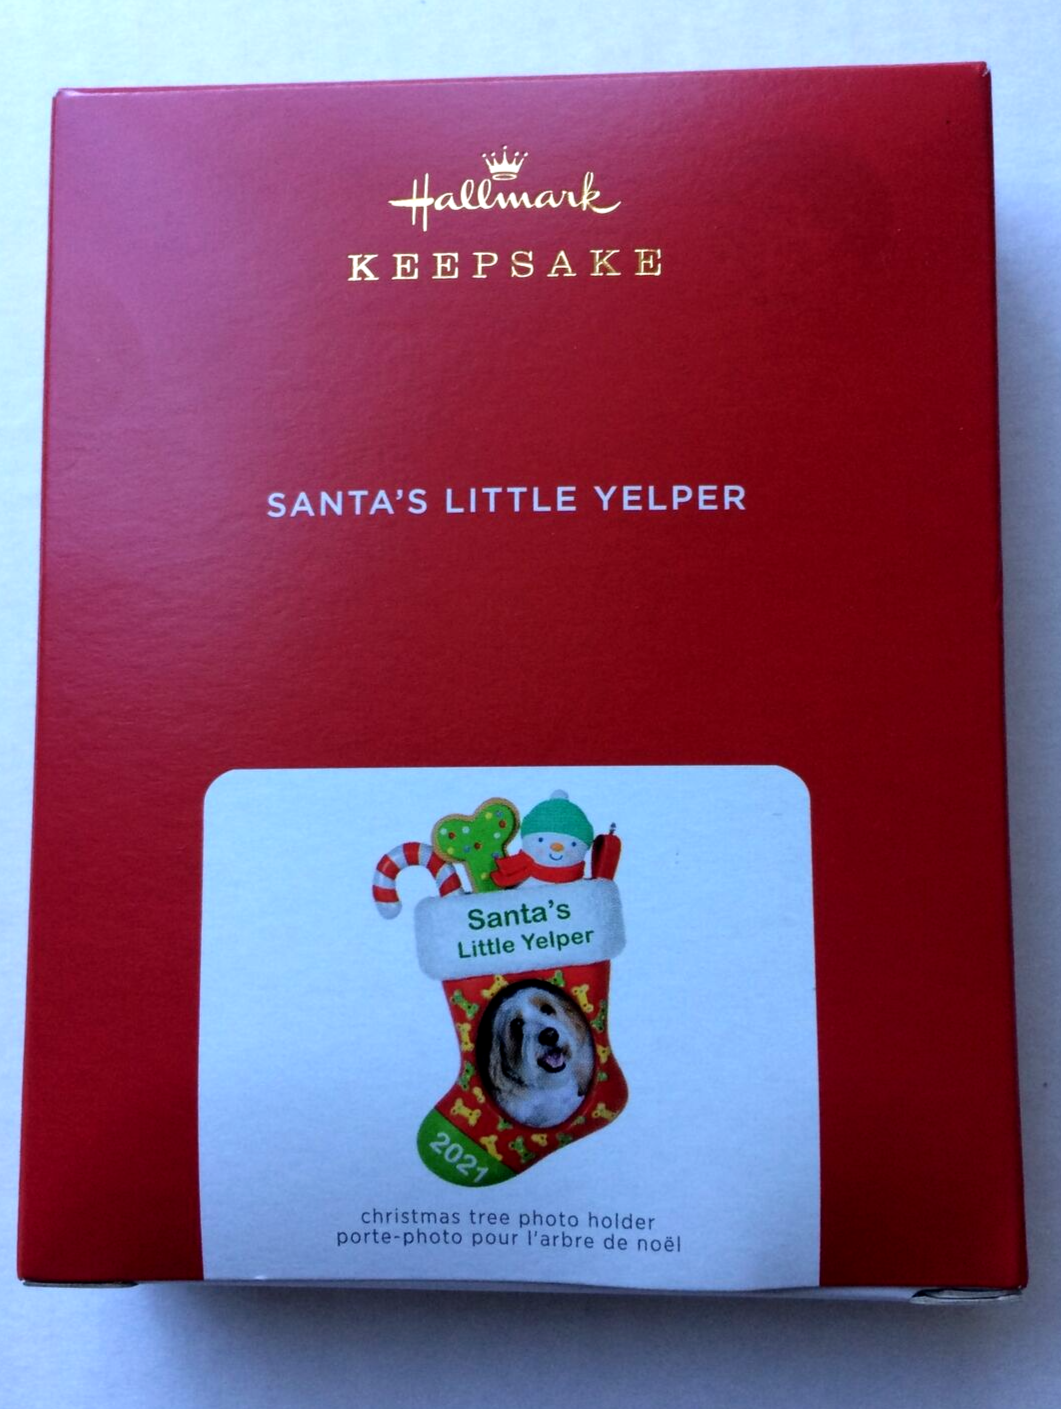 Hallmark
KEEPSAKE
SANTA'S LITTLE YELPER
Santa's
Little Yelper
2021
christmas tree photo holder
porte-photo pour l'arbre de noël